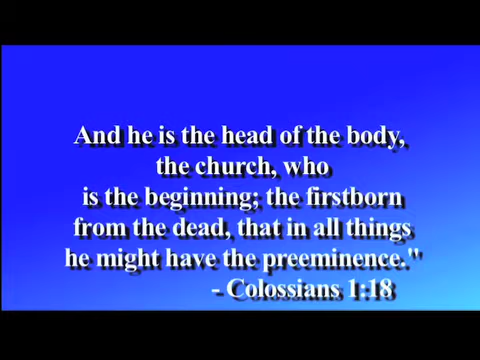 And he is the head of the body,
the church, who
is the beginning; the firstborn
from the dead, that in all things
he might have the preeminence."
- Colossians 1:18